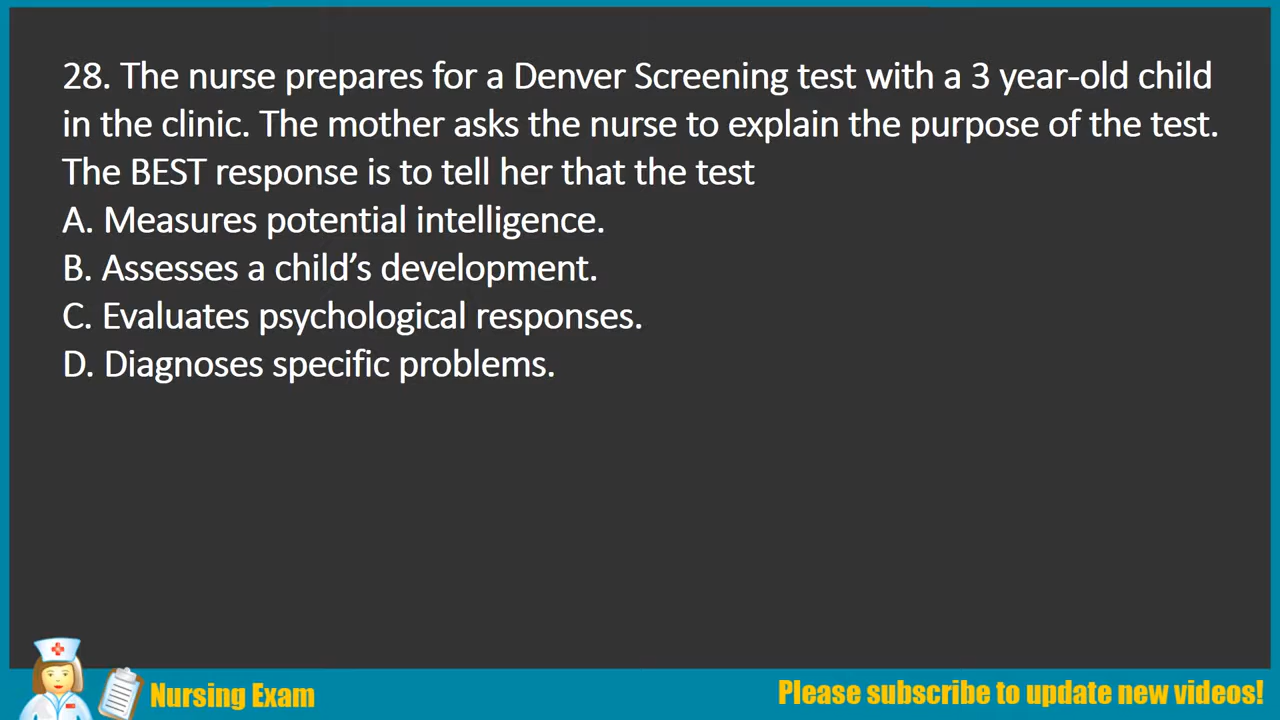 28. The nurse prepares for a Denver Screening test with a 3 year-old child
in the clinic. The mother asks the nurse to explain the purpose of the test.
The BEST response is to tell her that the test
A. Measures potential intelligence.
B. Assesses a child’s development.
C. Evaluates psychological responses.
D. Diagnoses specific problems.
Nursing Exam
Please subscribe to update new videos!